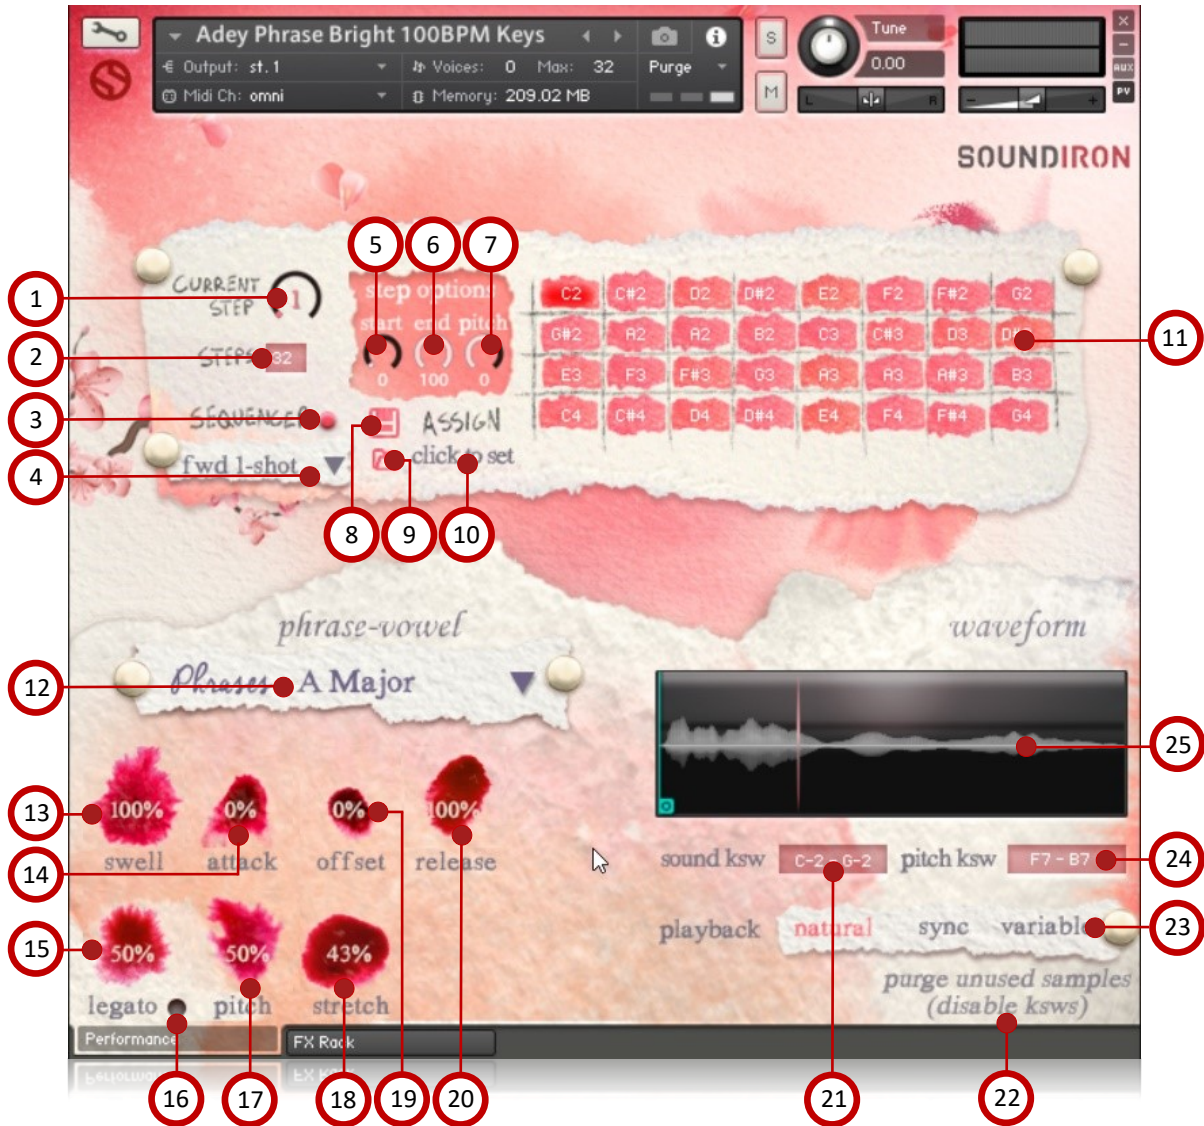 Adey Phrase Bright 100BPM Keys
Output: st.1 Voices: 0 Max: 32 Purge
Midi Ch: omni Memory: 209.02 MB
S
M
Tune
0.00
L R
- +
×
-
AUX
PV
SOUNDIRON
5 6 7
CURRENT STEP 1
step options
start end pitch
0 100 0
1
2
STEPS 32
3
SEQUENCER
4
fwd 1-shot
ASSIGN
click to set
8 9 10
C2 C#2 D2 D#2 E2 F2 F#2 G2
G#2 A2 A2 B2 C3 C#3 D3
E3 F3 F#3 G3 A3 A3 A#3 B3
C4 C#4 D4 D#4 E4 F4 F#4 G4
11
phrase-vowel
waveform
12
Phrases A Major
25
13
100% 0% 0% 100%
swell attack offset release
14
sound ksw C-2 - G-2 pitch ksw F7 - B7
24
15
50% 50% 43%
legato pitch stretch
playback natural sync variable
23
purge unused samples
(disable ksws)
Performance FX Rack
16 17 18 19 20 21 22